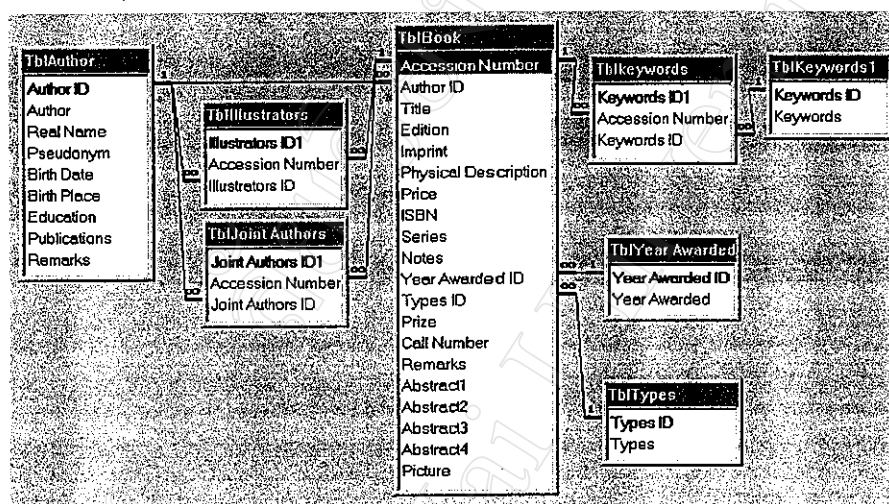 TblAuthor
Author ID
Author
Real Name
Pseudonym
Birth Date
Birth Place
Education
Publications
Remarks
TblIllustrators
Illustrators ID1
Accession Number
Illustrators ID
TblJoint Authors
Joint Authors ID1
Accession Number
Joint Authors ID
TblBook
Accession Number
Author ID
Title
Edition
Imprint
Physical Description
Price
ISBN
Series
Notes
Year Awarded ID
Types ID
Prize
Call Number
Remarks
Abstract1
Abstract2
Abstract3
Abstract4
Picture
Tblkeywords
Keywords ID1
Accession Number
Keywords ID
TblKeywords1
Keywords ID
Keywords
TblYear Awarded
Year Awarded ID
Year Awarded
TblTypes
Types ID
Types